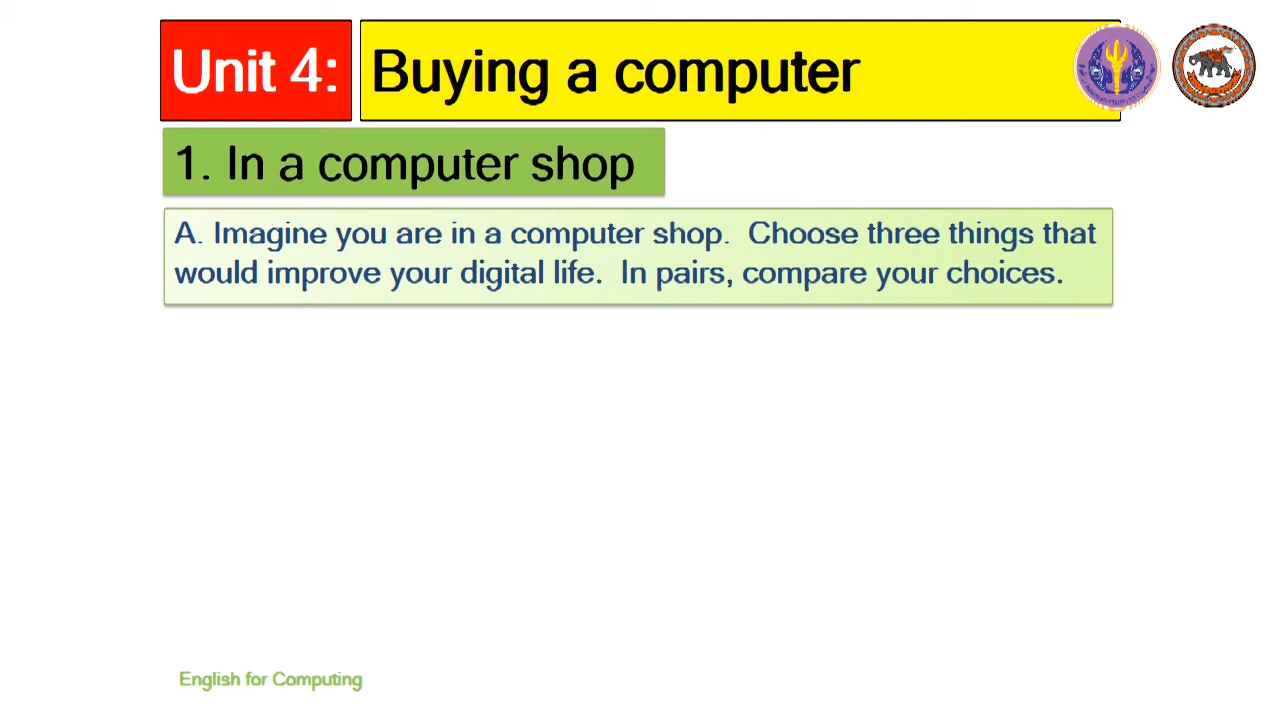 Unit 4:
Buying a computer
1. In a computer shop
A. Imagine you are in a computer shop.  Choose three things that
would improve your digital life.  In pairs, compare your choices.
English for Computing